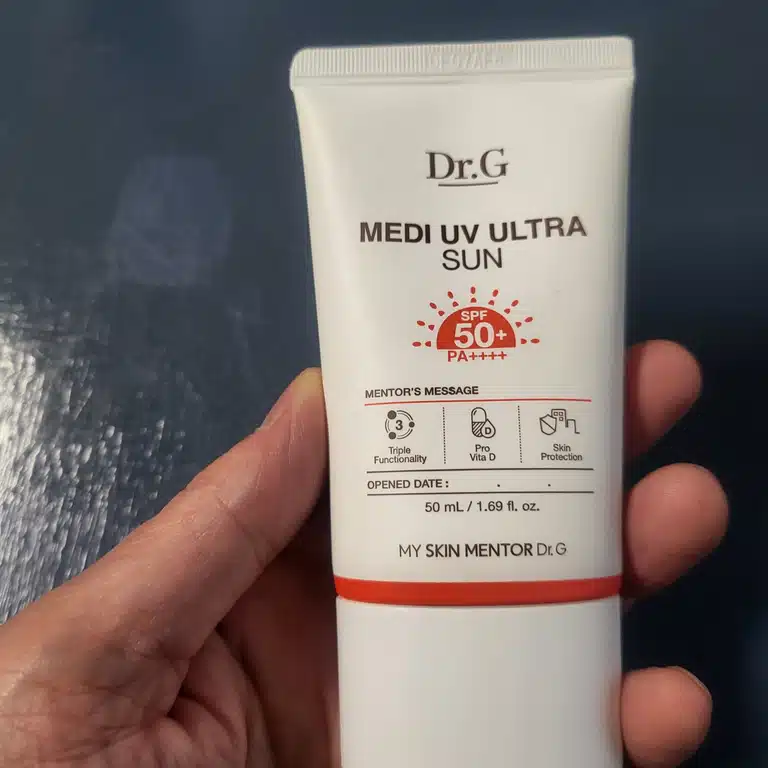 Dr.G
MEDI UV ULTRA
SUN
SPF
50+
PA++++
MENTOR'S MESSAGE
3
D
Triple
Functionality
Pro
Vita D
Skin
Protection
OPENED DATE : . .
50 mL / 1.69 fl. oz.
MY SKIN MENTOR Dr.G